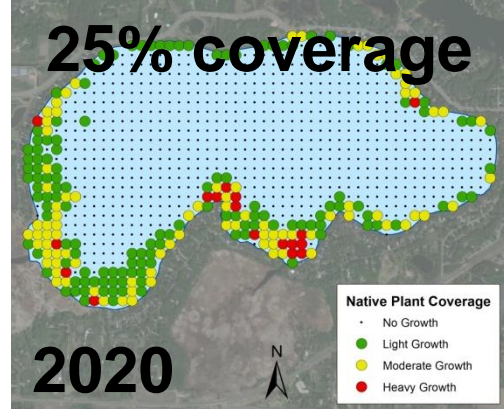 25% coverage
2020
N
Native Plant Coverage
No Growth
Light Growth
Moderate Growth
Heavy Growth